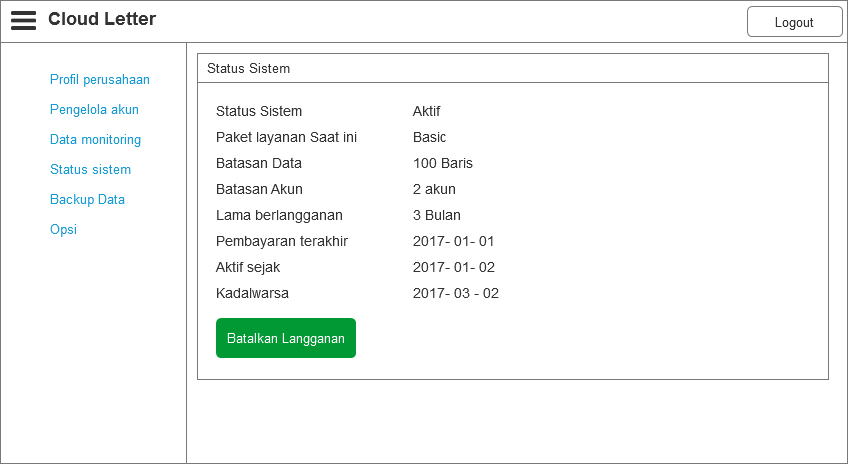 Cloud Letter
Logout
Profil perusahaan
Pengelola akun
Data monitoring
Status sistem
Backup Data
Opsi
Status Sistem
Status Sistem Aktif
Paket layanan Saat ini Basic
Batasan Data 100 Baris
Batasan Akun 2 akun
Lama berlangganan 3 Bulan
Pembayaran terakhir 2017- 01- 01
Aktif sejak 2017- 01- 02
Kadalwarsa 2017- 03 - 02
Batalkan Langganan